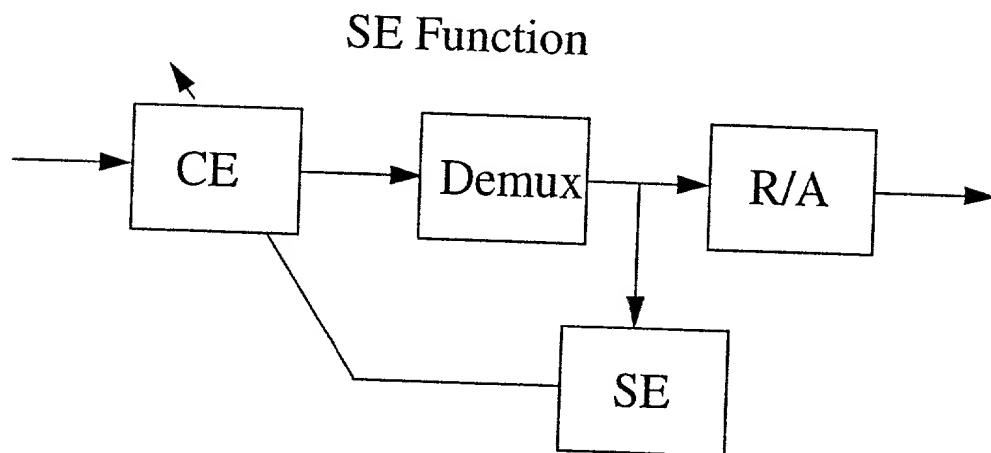 SE Function
CE
Demux
R/A
SE